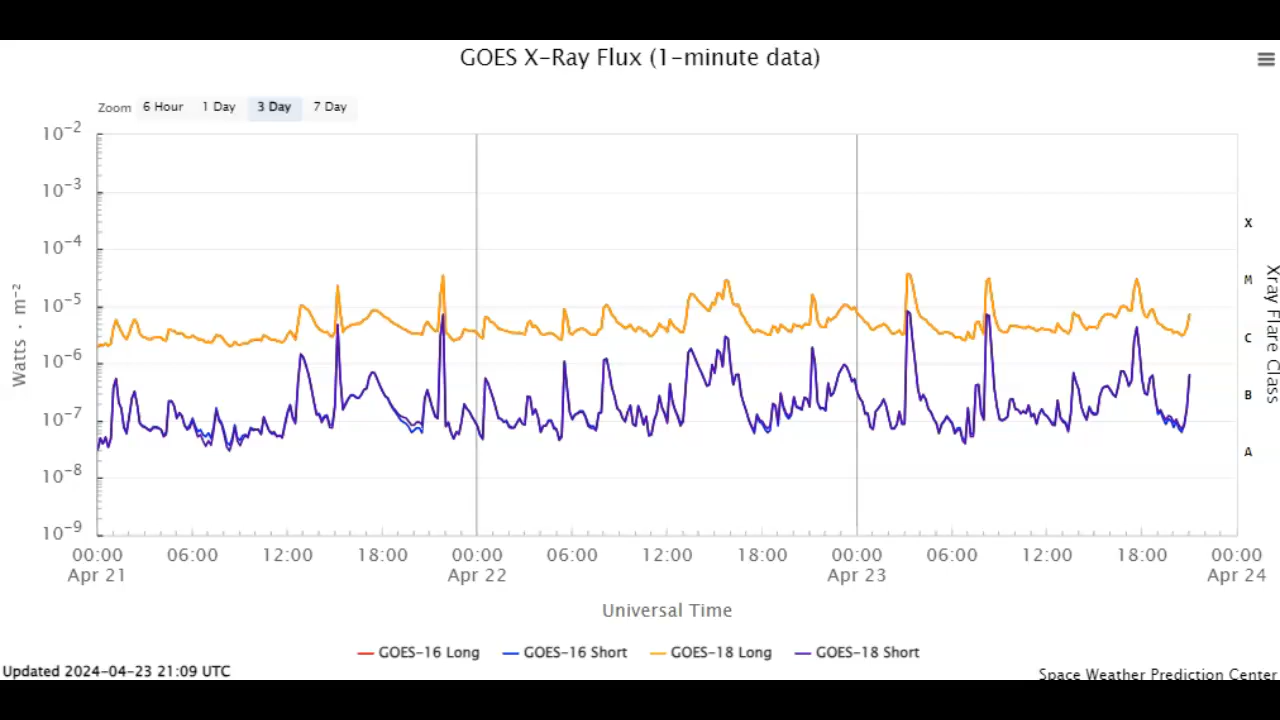 GOES X-Ray Flux (1-minute data)
Zoom 6 Hour 1 Day 3 Day 7 Day
10⁻²
10⁻³
10⁻⁴
10⁻⁵
10⁻⁶
10⁻⁷
10⁻⁸
10⁻⁹
Watts · m⁻²
X
M
C
B
A
Xray Flare Class
00:00 06:00 12:00 18:00 00:00 06:00 12:00 18:00 00:00 06:00 12:00 18:00 00:00
Apr 21 Apr 22 Apr 23 Apr 24
Universal Time
GOES-16 Long GOES-16 Short GOES-18 Long GOES-18 Short
Updated 2024-04-23 21:09 UTC
Space Weather Prediction Center